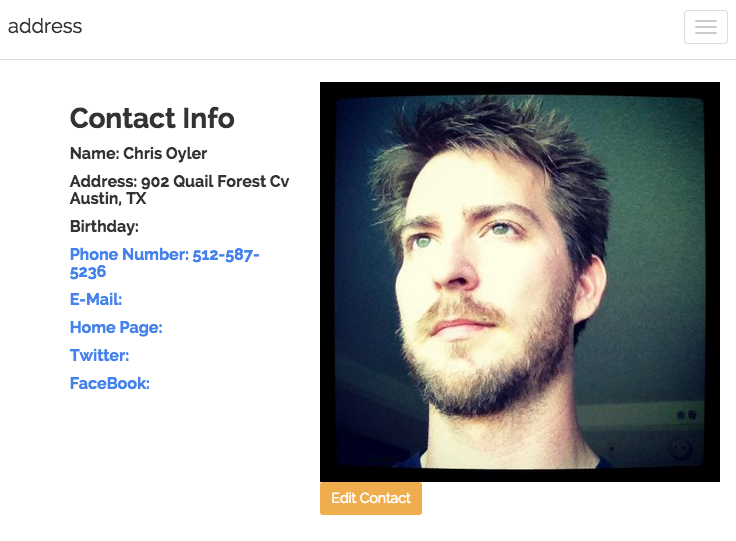 address
Contact Info
Name: Chris Oyler
Address: 902 Quail Forest Cv
Austin, TX
Birthday:
Phone Number: 512-587-
5236
E-Mail:
Home Page:
Twitter:
FaceBook:
Edit Contact